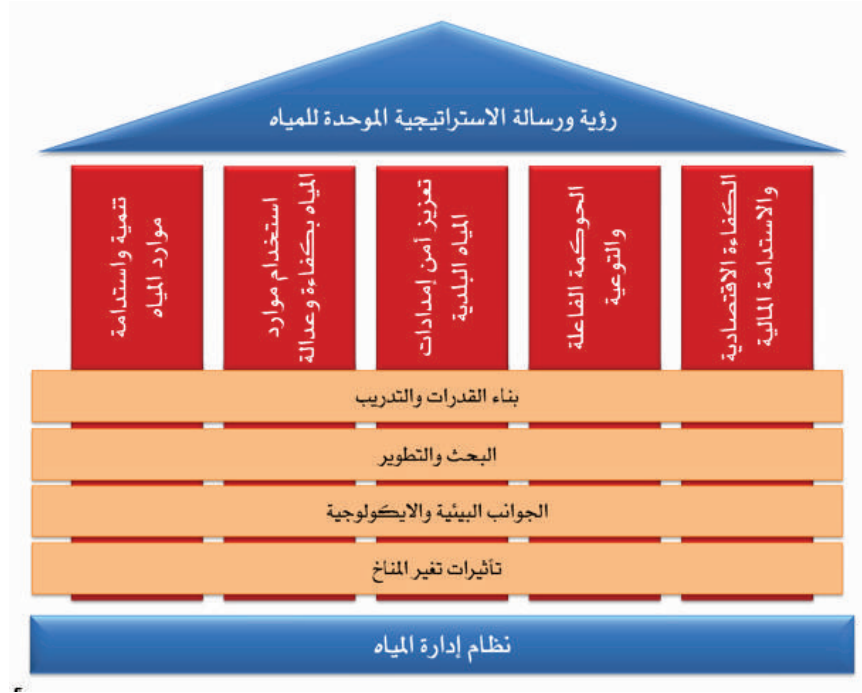 رؤية ورسالة الاستراتيجية الموحدة للمياه
الكفاءة الاقتصادية
والاستدامة المالية
الحوكمة الفاعلة
والتوعية
تعزيز أمن إمدادات
المياه البلدية
استخدام موارد
المياه بكفاءة وعدالة
تنمية واستدامة
موارد المياه
بناء القدرات والتدريب
البحث والتطوير
الجوانب البيئية والايكولوجية
تأثيرات تغير المناخ
نظام إدارة المياه